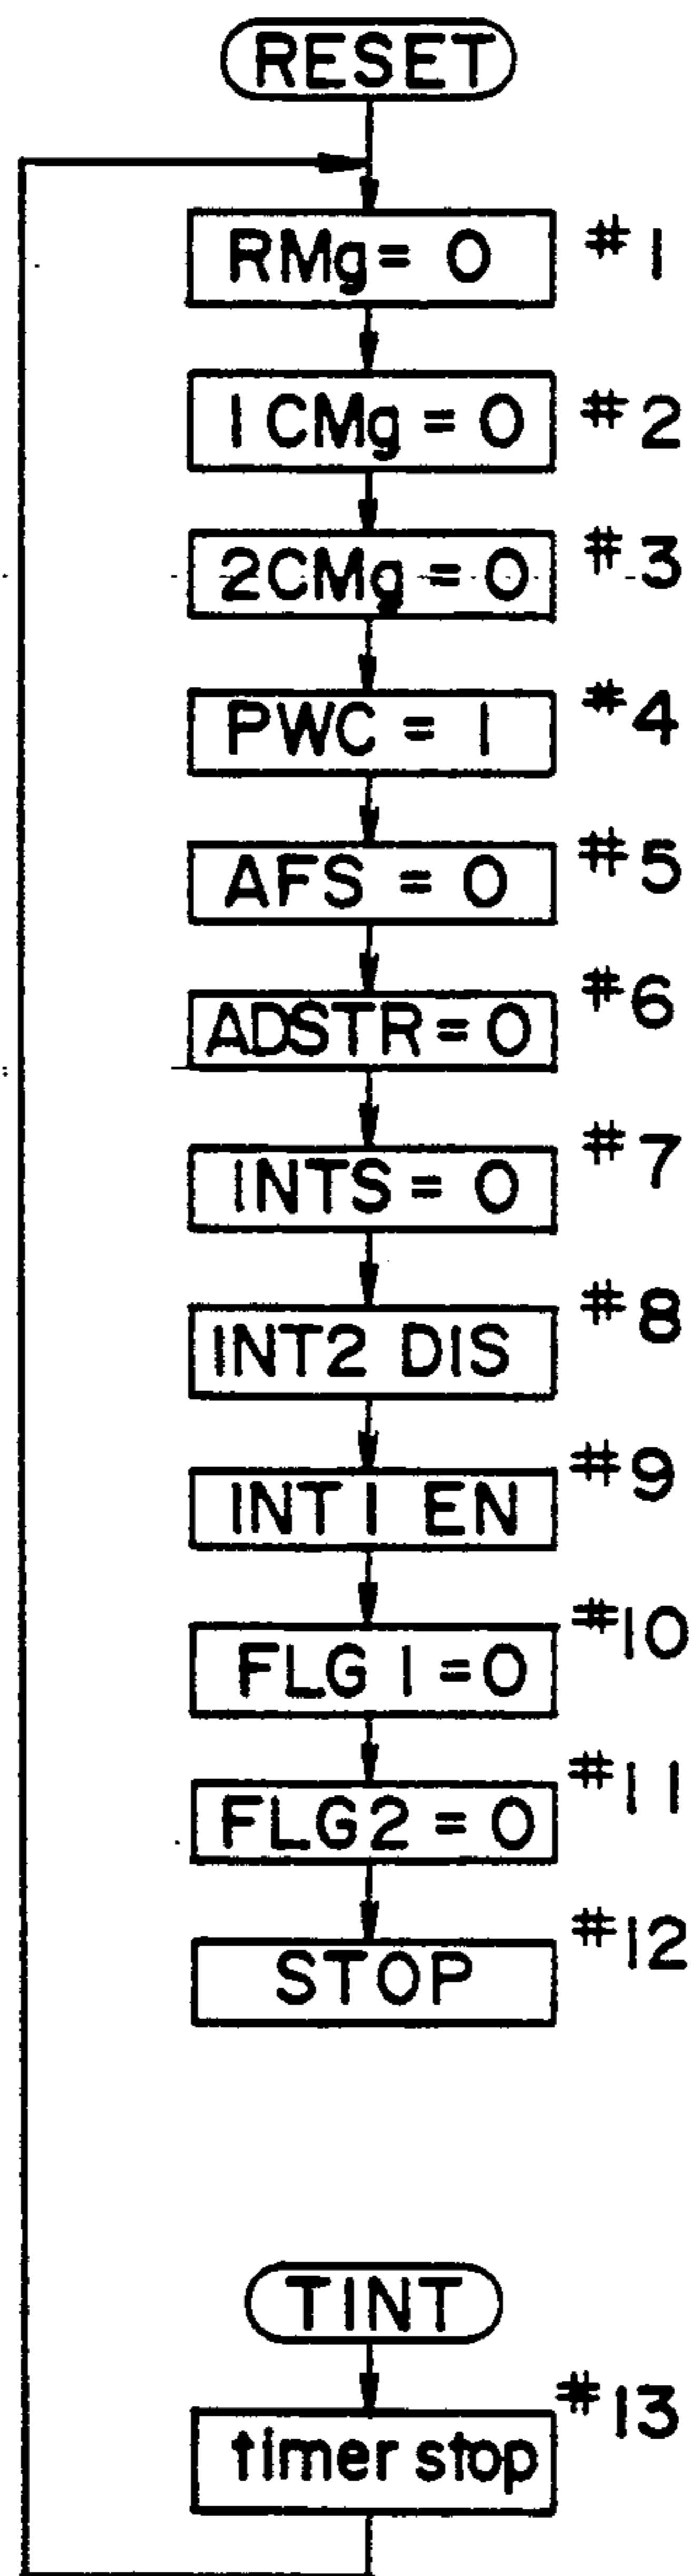 RESET
RMg = 0 #1
1CMg = 0 #2
2CMg = 0 #3
PWC = 1 #4
AFS = 0 #5
ADSTR = 0 #6
INTS = 0 #7
INT2 DIS #8
INT1 EN #9
FLG1 = 0 #10
FLG2 = 0 #11
STOP #12
TINT
timer stop #13